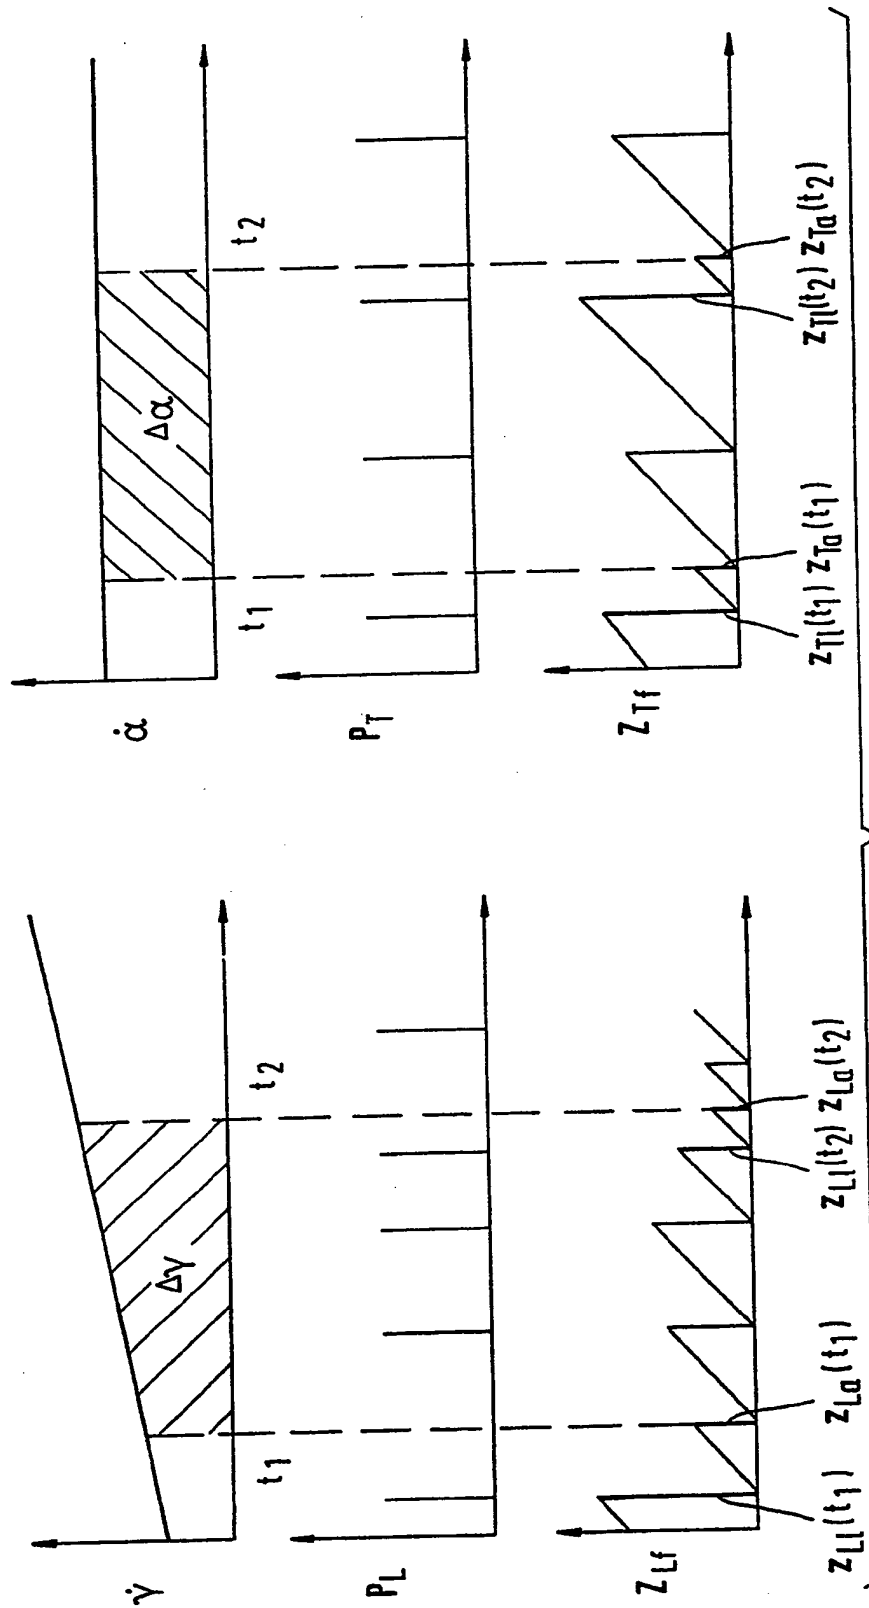 γ̇
Δγ
t1
t2
PL
ZLf
ZLl(t1)
ZLa(t1)
ZLl(t2)
ZLa(t2)
α̇
Δα
t1
t2
PT
ZTf
ZTl(t1)
ZTa(t1)
ZTl(t2)
ZTa(t2)